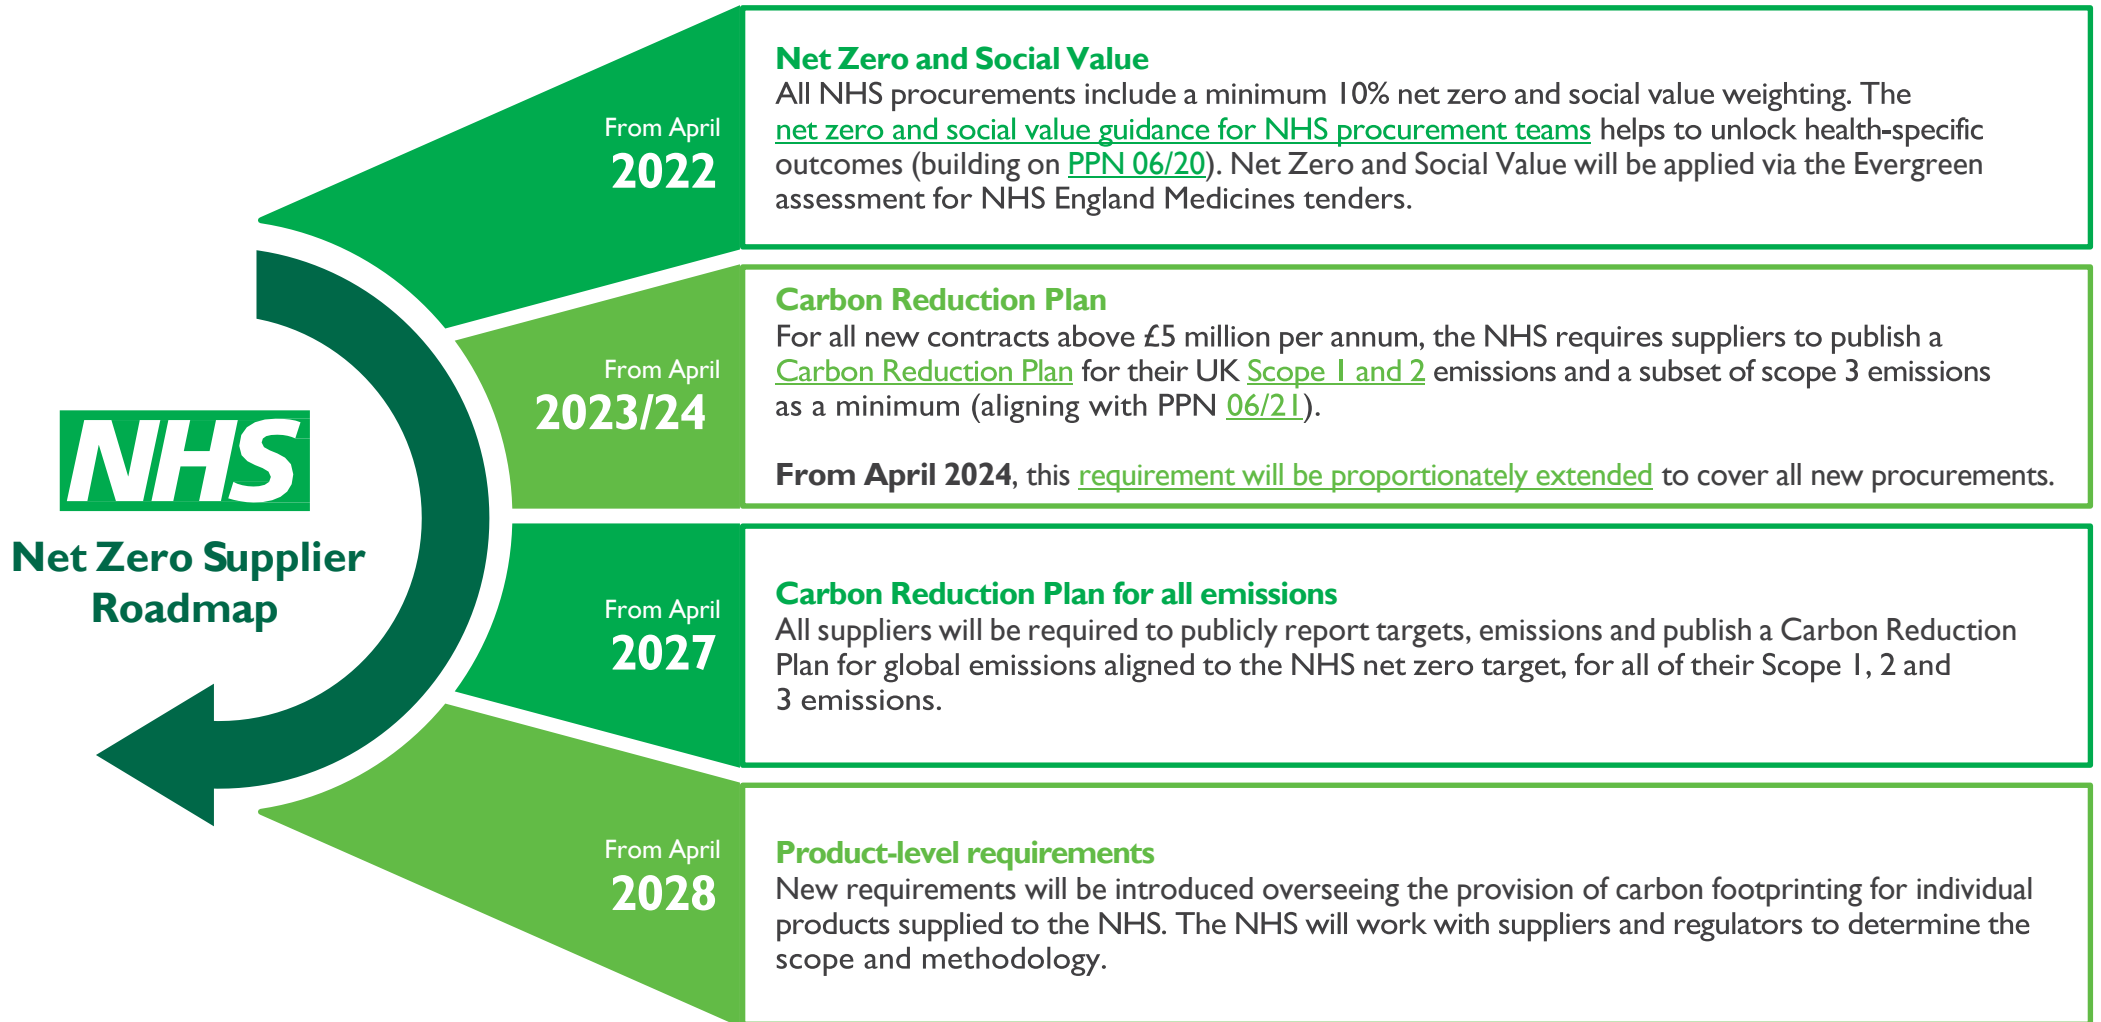 NHS
Net Zero Supplier
Roadmap
From April
2022
Net Zero and Social Value
All NHS procurements include a minimum 10% net zero and social value weighting. The
net zero and social value guidance for NHS procurement teams helps to unlock health-specific
outcomes (building on PPN 06/20). Net Zero and Social Value will be applied via the Evergreen
assessment for NHS England Medicines tenders.
From April
2023/24
Carbon Reduction Plan
For all new contracts above £5 million per annum, the NHS requires suppliers to publish a
Carbon Reduction Plan for their UK Scope 1 and 2 emissions and a subset of scope 3 emissions
as a minimum (aligning with PPN 06/21).
From April 2024, this requirement will be proportionately extended to cover all new procurements.
From April
2027
Carbon Reduction Plan for all emissions
All suppliers will be required to publicly report targets, emissions and publish a Carbon Reduction
Plan for global emissions aligned to the NHS net zero target, for all of their Scope 1, 2 and
3 emissions.
From April
2028
Product-level requirements
New requirements will be introduced overseeing the provision of carbon footprinting for individual
products supplied to the NHS. The NHS will work with suppliers and regulators to determine the
scope and methodology.